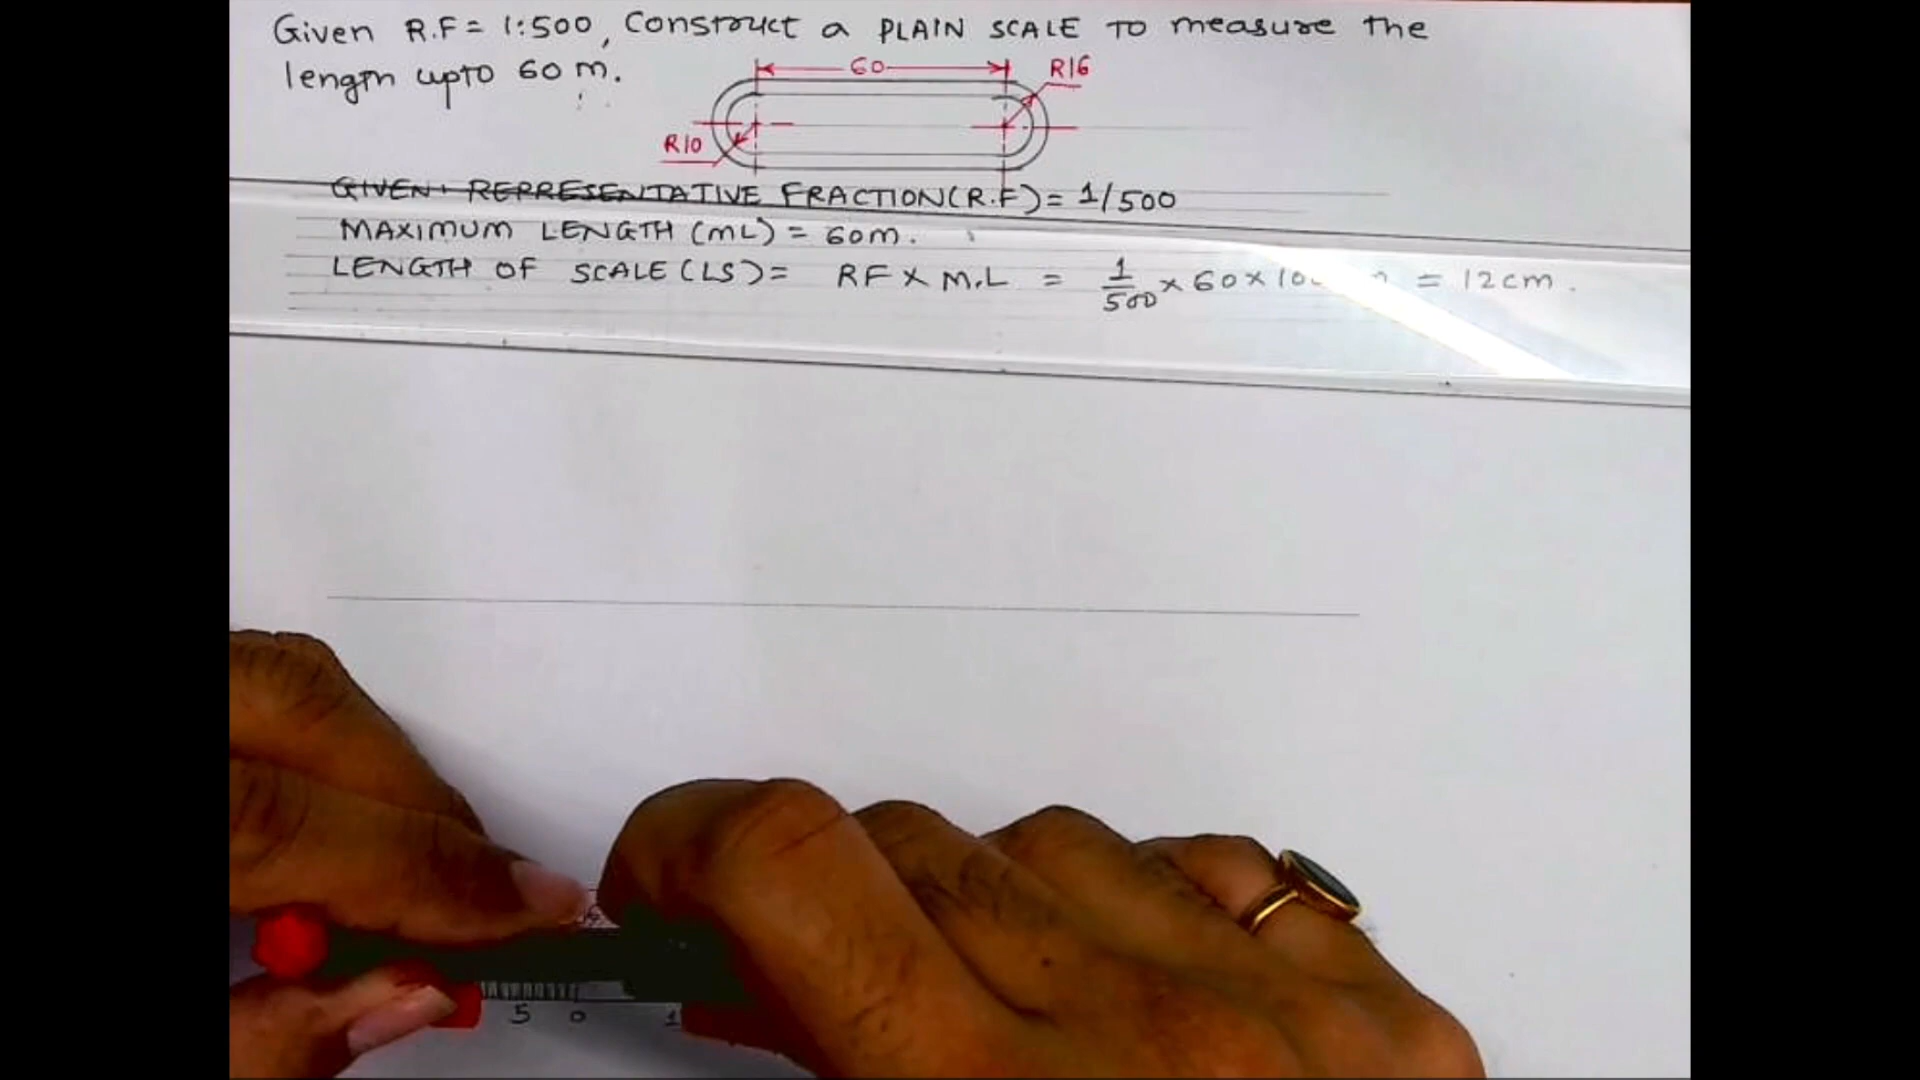 Given R.F = 1:500, Construct a PLAIN SCALE TO measure the
length upto 60 m.
60
R16
R10
GIVEN: REPRESENTATIVE FRACTION (R.F) = 1/500
MAXIMUM LENGTH (ML) = 60m.
LENGTH OF SCALE (LS) = RF X M.L = 1/500 x 60 x = 12cm.
5 0 1